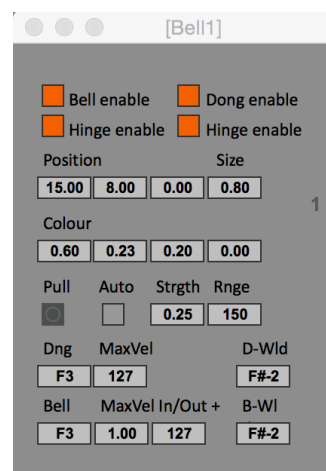 [Bell1]
Bell enable Dong enable
Hinge enable Hinge enable
Position Size
15.00 8.00 0.00 0.80
1
Colour
0.60 0.23 0.20 0.00
Pull Auto Strgth Rnge
0.25 150
Dng MaxVel D-Wld
F3 127 F#-2
Bell MaxVel In/Out + B-Wl
F3 1.00 127 F#-2